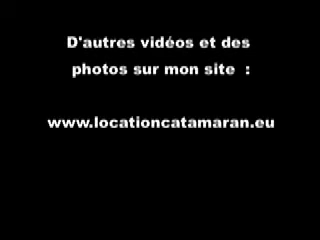 D'autres vidéos et des
photos sur mon site :
www.locationcatamaran.eu